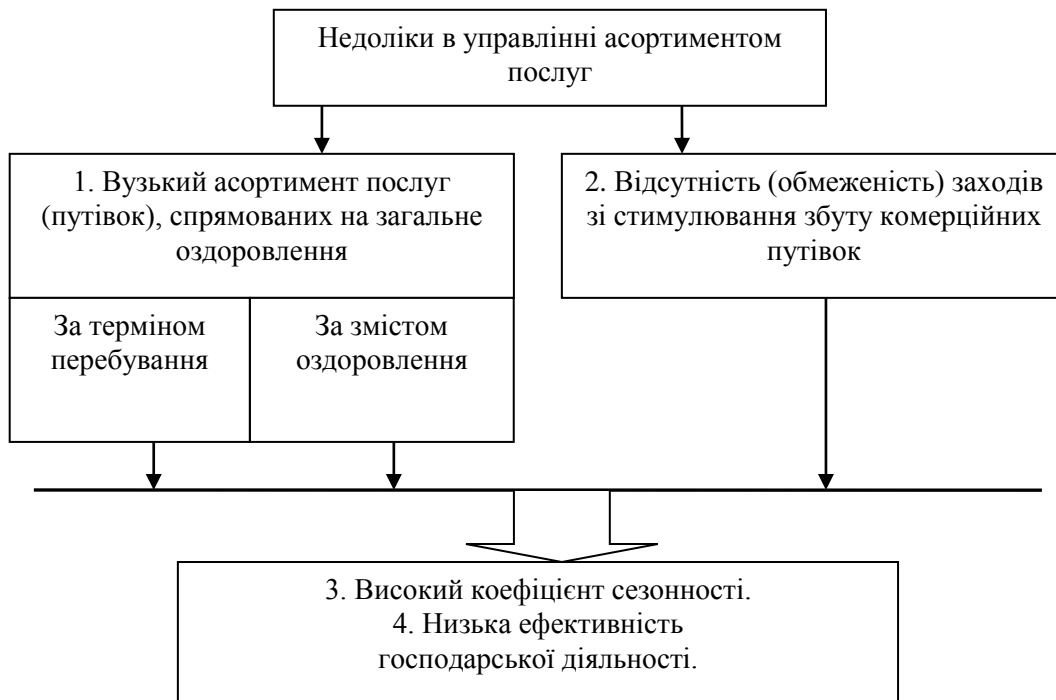 Недоліки в управлінні асортиментом
послуг
1. Вузький асортимент послуг
(путівок), спрямованих на загальне
оздоровлення
2. Відсутність (обмеженість) заходів
зі стимулювання збуту комерційних
путівок
За терміном
перебування
За змістом
оздоровлення
3. Високий коефіцієнт сезонності.
4. Низька ефективність
господарської діяльності.